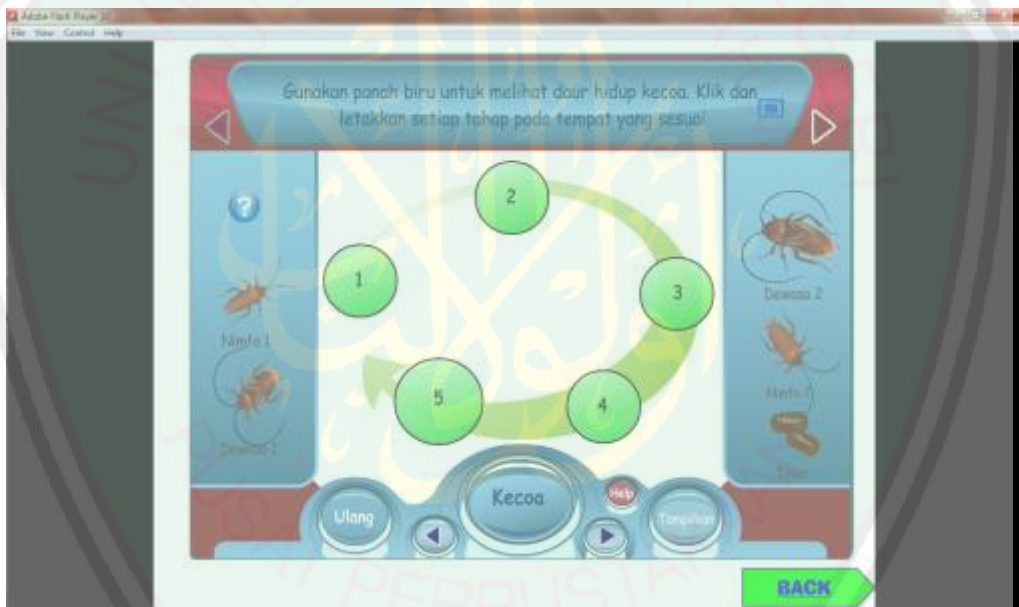 Adobe Flash Player 10
File View Control Help
Gunakan panah biru untuk melihat daur hidup kecoa. Klik dan
letakkan setiap tahap pada tempat yang sesuai
2
1
3
5
4
Nimfa 1
Dewasa 1
Dewasa 2
Nimfa 2
Telur
Ulang
Kecoa
Help
Tampilkan
BACK